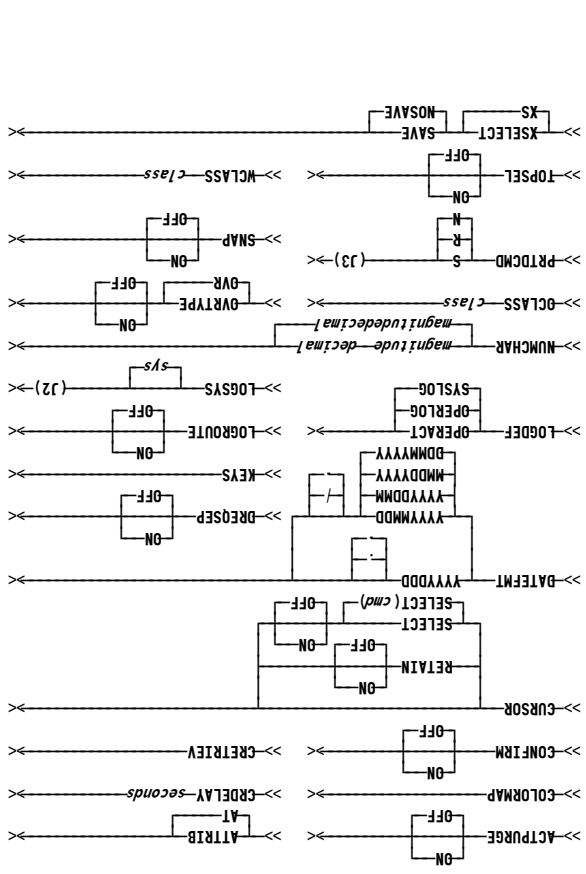 ON
>>—ACTPURGE—>< >>—ATTRIB—><
OFF AT
>>—COLORMAP—>< >>—CRDELAY—seconds—><
ON
>>—CONFIRM—>< >>—CRETRIEV—><
OFF
>>—CURSOR—><
ON
RETAIN
OFF ON
SELECT
SELECT(cmd) OFF
>>—DATEFMT—YYYYDDD—><
.
, ON
YYYYMMDD >>—DREQSEP—><
YYYYDDMM / OFF
MMDDYYYY , >>—KEYS—><
DDMMYYYY ON
>>—LOGDEF—OPERACT—>< >>—LOGROUTE—><
OPERLOG OFF
SYSLOG >>—LOGSYS—(J2)—><
sys
>>—NUMCHAR—magnitude—decimal—><
magnitudedecimal ON
>>—OCLASS—class—>< >>—OVRTYPE—><
OVR OFF
>>—PRTDCMD—S—(J3)—>< ON
R >>—SNAP—><
N OFF
ON
>>—TOPSEL—>< >>—WCLASS—class—><
OFF
>>—XSELECT—SAVE—><
XS NOSAVE